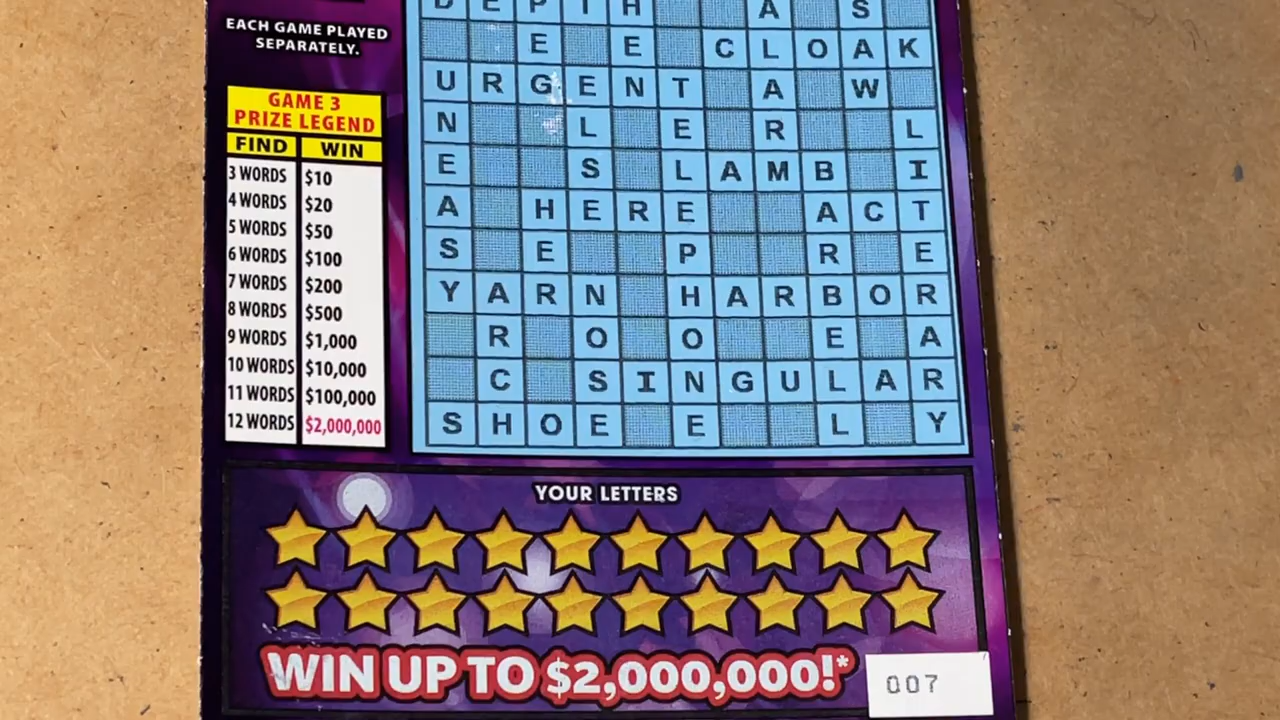 D E P T H A S
EACH GAME PLAYED
SEPARATELY.
E E C L O A K
U R G E N T A W
N L E R L
E S L A M B I
A H E R E A C T
S E P R E
Y A R N H A R B O R
R O O E A
C S I N G U L A R
S H O E E L Y
GAME 3
PRIZE LEGEND
FIND WIN
3 WORDS $10
4 WORDS $20
5 WORDS $50
6 WORDS $100
7 WORDS $200
8 WORDS $500
9 WORDS $1,000
10 WORDS $10,000
11 WORDS $100,000
12 WORDS $2,000,000
YOUR LETTERS
WIN UP TO $2,000,000!*
007